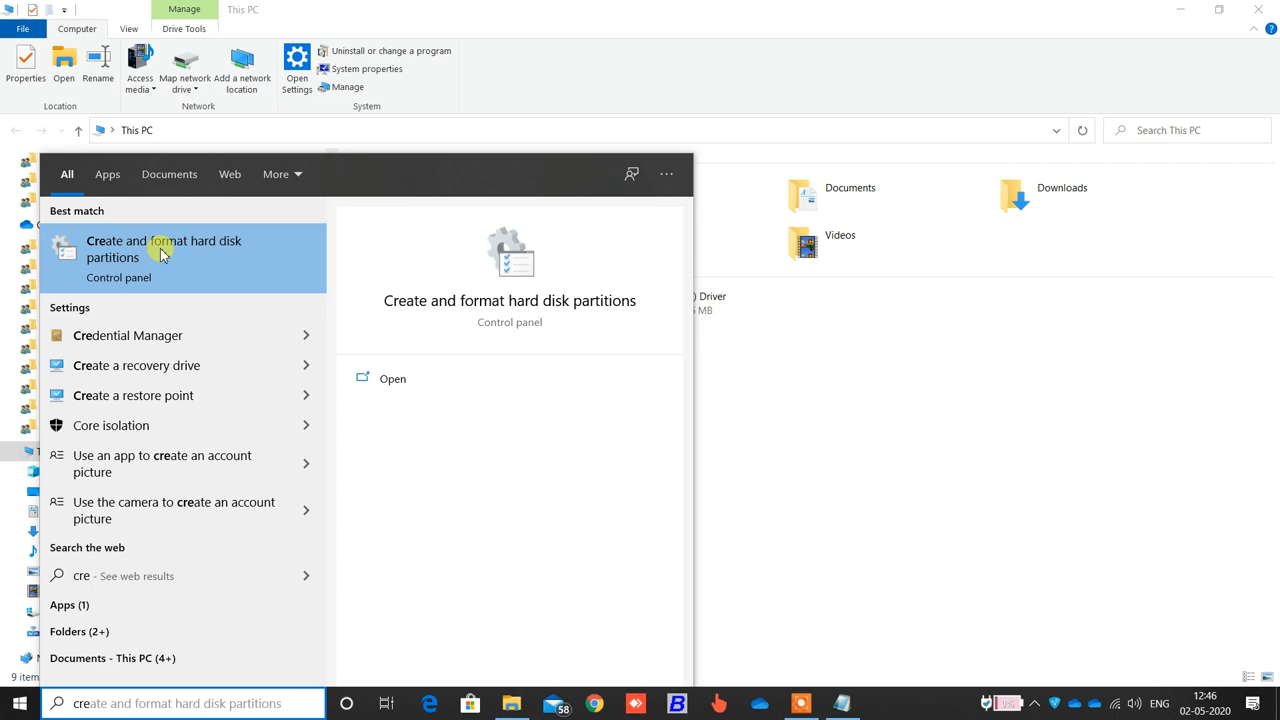 Manage
This PC
File
Computer
View
Drive Tools
Properties
Open
Rename
Access media
Map network drive
Add a network location
Open Settings
Uninstall or change a program
System properties
Manage
Location
Network
System
This PC
Search This PC
All
Apps
Documents
Web
More
Best match
Create and format hard disk
partitions
Control panel
Settings
Credential Manager
Create a recovery drive
Create a restore point
Core isolation
Use an app to create an account
picture
Use the camera to create an account
picture
Search the web
cre - See web results
Apps (1)
Folders (2+)
Documents - This PC (4+)
Create and format hard disk partitions
Control panel
Open
Documents
Downloads
Videos
) Driver
MB
9 item
create and format hard disk partitions
58
B
0%
ENG
12:46
02-05-2020